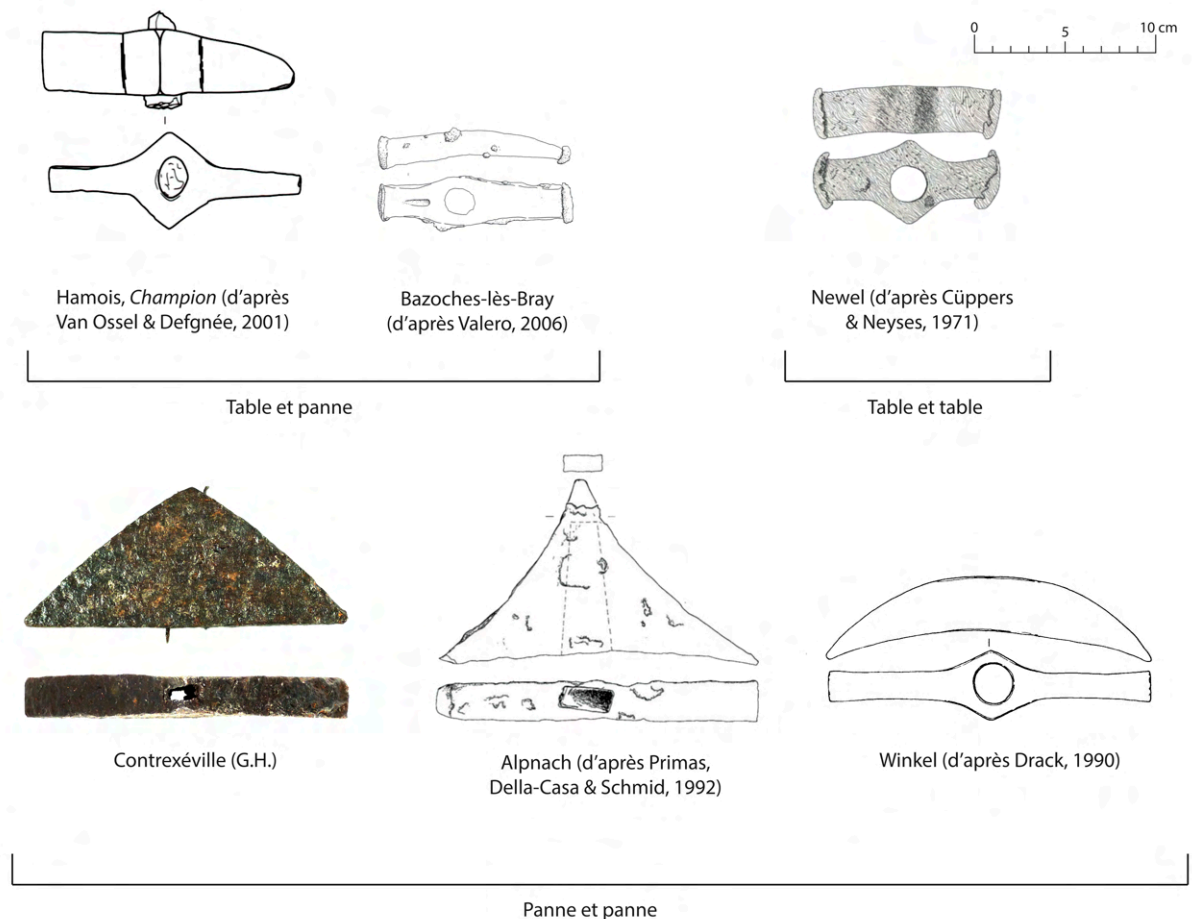 0 5 10 cm
Hamois, Champion (d’après
Van Ossel & Defgnée, 2001)
Bazoches-lès-Bray
(d’après Valero, 2006)
Newel (d’après Cüppers
& Neyses, 1971)
Table et panne
Table et table
Contrexéville (G.H.)
Alpnach (d’après Primas,
Della-Casa & Schmid, 1992)
Winkel (d’après Drack, 1990)
Panne et panne